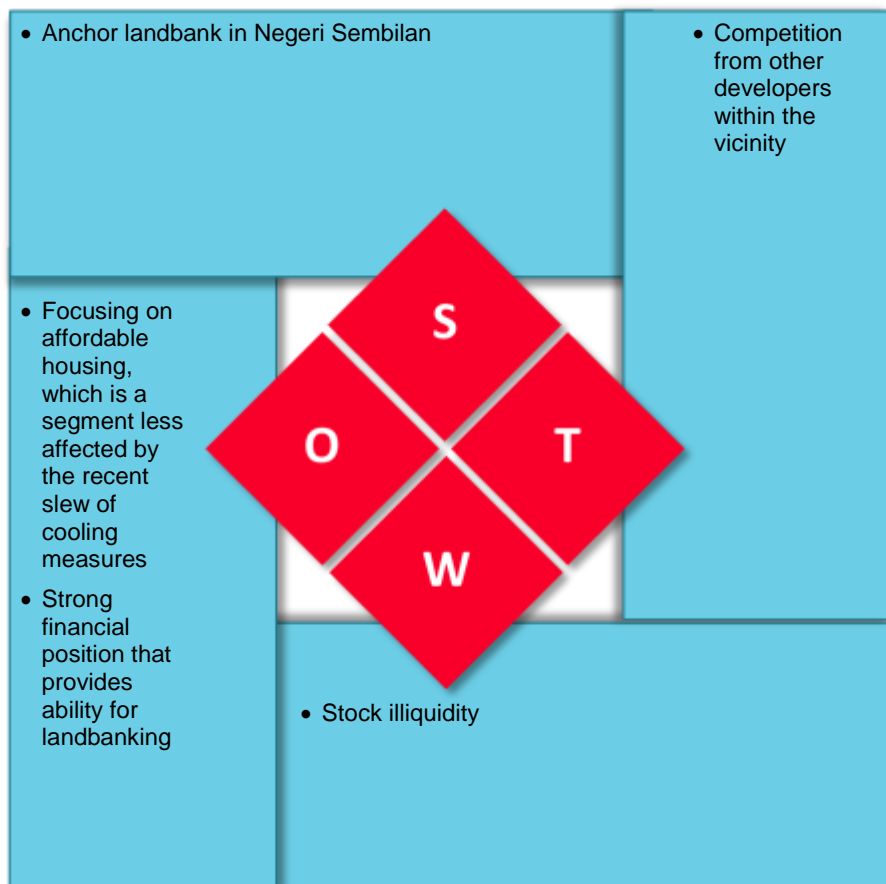 • Anchor landbank in Negeri Sembilan
• Competition
from other
developers
within the
vicinity
• Focusing on
affordable
housing,
which is a
segment less
affected by
the recent
slew of
cooling
measures
• Strong
financial
position that
provides
ability for
landbanking
S
O
T
W
• Stock illiquidity